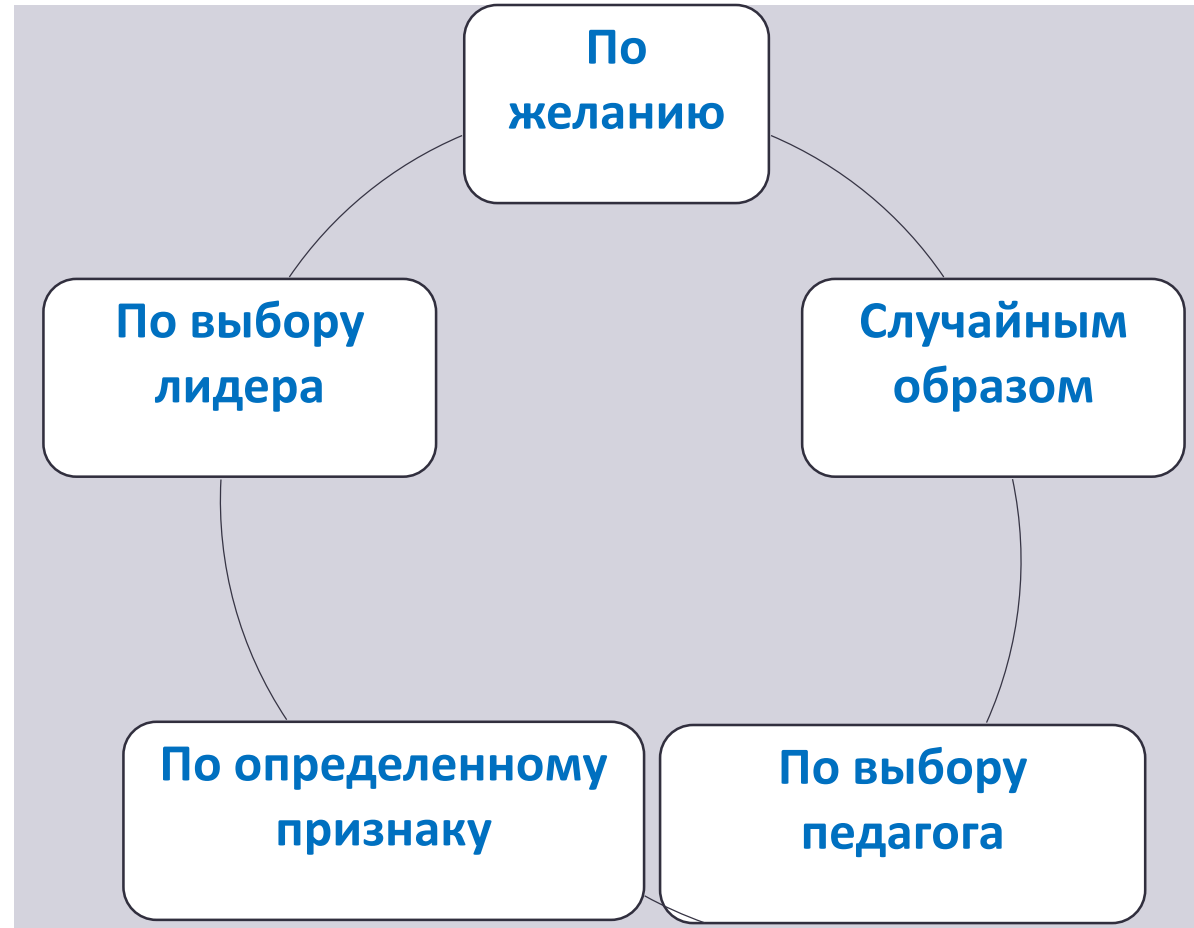 По
желанию
По выбору
лидера
Случайным
образом
По определенному
признаку
По выбору
педагога